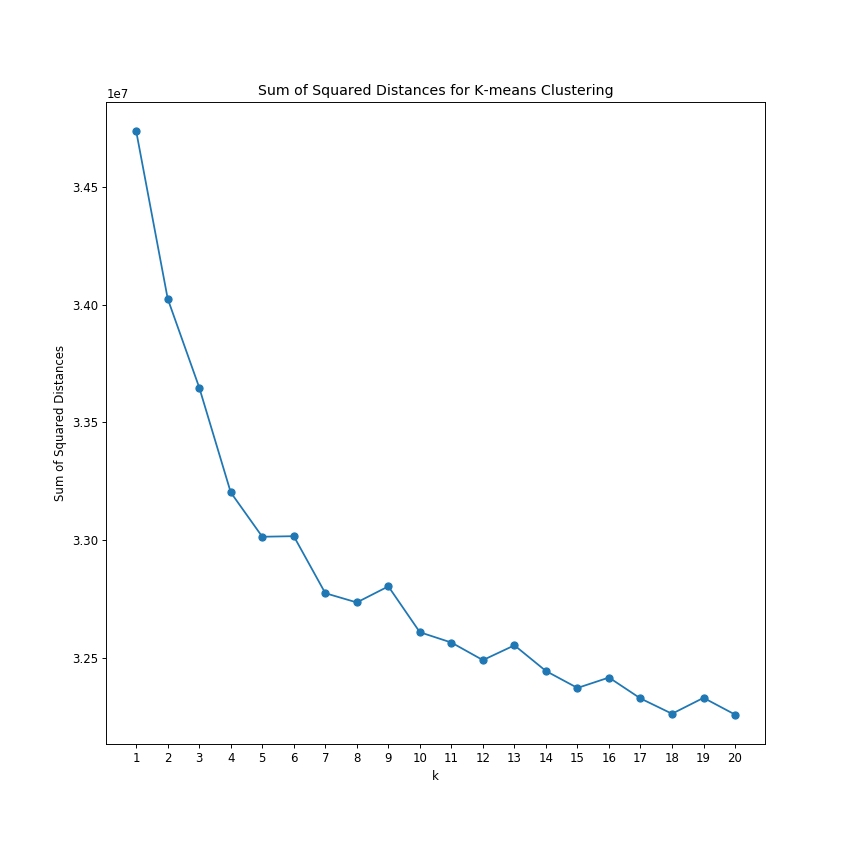 Sum of Squared Distances for K-means Clustering
1e7
3.45
3.40
3.35
3.30
3.25
Sum of Squared Distances
1 2 3 4 5 6 7 8 9 10 11 12 13 14 15 16 17 18 19 20
k